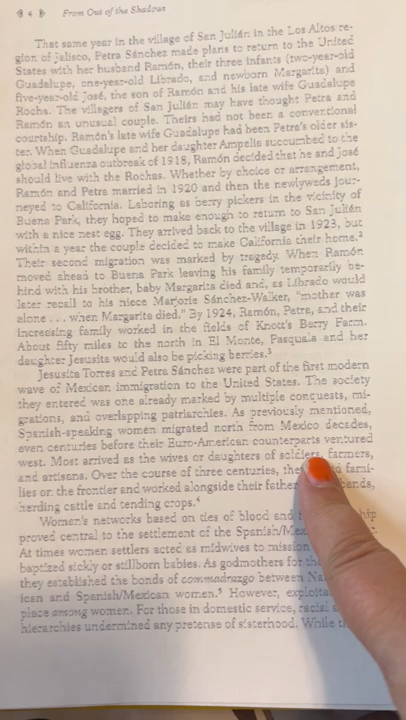 4 From Out of the Shadows
That same year in the village of San Julián in the Los Altos re-
gion of Jalisco, Petra Sánchez made plans to return to the United
States with her husband Ramón, their three infants (two-year-old
Guadalupe, one-year-old Librado, and newborn Margarita) and
five-year-old José, the son of Ramón and his late wife Guadalupe
Rocha. The villagers of San Julián may have thought Petra and
Ramón an unusual couple. Theirs had not been a conventional
courtship. Ramón's late wife Guadalupe had been Petra's older sis-
ter. When Guadalupe and her daughter Ampelia succumbed to the
global influenza outbreak of 1918, Ramón decided that he and José
should live with the Rochas. Whether by choice or arrangement,
Ramón and Petra married in 1920 and then the newlyweds jour-
neyed to California. Laboring as berry pickers in the vicinity of
Buena Park, they hoped to make enough to return to San Julián
with a nice nest egg. They arrived back to the village in 1923, but
within a year the couple decided to make California their home.2
Their second migration was marked by tragedy. When Ramón
moved ahead to Buena Park leaving his family temporarily be-
hind with his brother, baby Margarita died and, as Librado would
later recall to his niece Marjorie Sánchez-Walker, "mother was
alone . . . when Margarita died." By 1924, Ramón, Petra, and their
increasing family worked in the fields of Knott's Berry Farm.
About fifty miles to the north in El Monte, Pasquala and her
daughter Jesusita would also be picking berries.3
Jesusita Torres and Petra Sánchez were part of the first modern
wave of Mexican immigration to the United States. The society
they entered was one already marked by multiple conquests, mi-
grations, and overlapping patriarchies. As previously mentioned,
Spanish-speaking women migrated north from Mexico decades,
even centuries before their Euro-American counterparts ventured
west. Most arrived as the wives or daughters of soldiers, farmers,
and artisans. Over the course of three centuries, they fami-
lies on the frontier and worked alongside their
herding cattle and tending crops.4
Women's networks based on ties of blood and
proved central to the settlement of the
At times women settlers acted as midwives to
baptized sickly or stillborn babies. As godmothers for
they established the bonds of commadrazgo between
ican and Spanish/Mexican women.5 However,
place among women. For those in domestic service, racial
hierarchies undermined any pretense of sisterhood. While